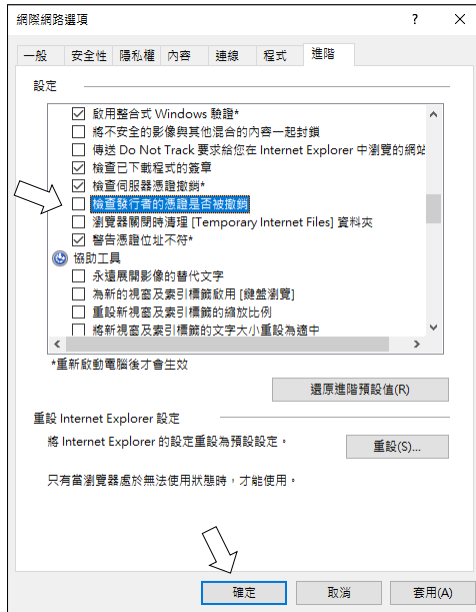 網際網路選項
一般 安全性 隱私權 內容 連線 程式 進階
設定
啟用整合式 Windows 驗證*
將不安全的影像與其他混合的內容一起封鎖
傳送 Do Not Track 要求給您在 Internet Explorer 中瀏覽的網站
檢查已下載程式的簽章
檢查伺服器憑證撤銷*
檢查發行者的憑證是否被撤銷
瀏覽器關閉時清理 [Temporary Internet Files] 資料夾
警告憑證位址不符*
協助工具
永遠展開影像的替代文字
為新的視窗及索引標籤啟用 [鍵盤瀏覽]
重設新視窗及索引標籤的縮放比例
將新視窗及索引標籤的文字大小重設為適中
*重新啟動電腦後才會生效
還原進階預設值(R)
重設 Internet Explorer 設定
將 Internet Explorer 的設定重設為預設設定。
重設(S)...
只有當瀏覽器處於無法使用狀態時，才能使用。
確定 取消 套用(A)